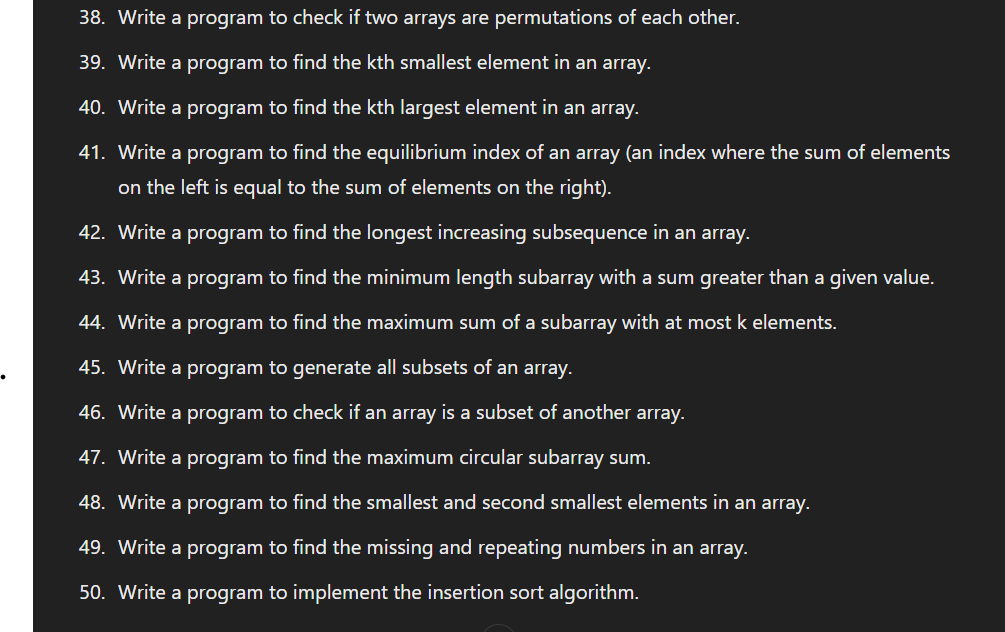 38. Write a program to check if two arrays are permutations of each other.
39. Write a program to find the kth smallest element in an array.
40. Write a program to find the kth largest element in an array.
41. Write a program to find the equilibrium index of an array (an index where the sum of elements
on the left is equal to the sum of elements on the right).
42. Write a program to find the longest increasing subsequence in an array.
43. Write a program to find the minimum length subarray with a sum greater than a given value.
44. Write a program to find the maximum sum of a subarray with at most k elements.
45. Write a program to generate all subsets of an array.
46. Write a program to check if an array is a subset of another array.
47. Write a program to find the maximum circular subarray sum.
48. Write a program to find the smallest and second smallest elements in an array.
49. Write a program to find the missing and repeating numbers in an array.
50. Write a program to implement the insertion sort algorithm.